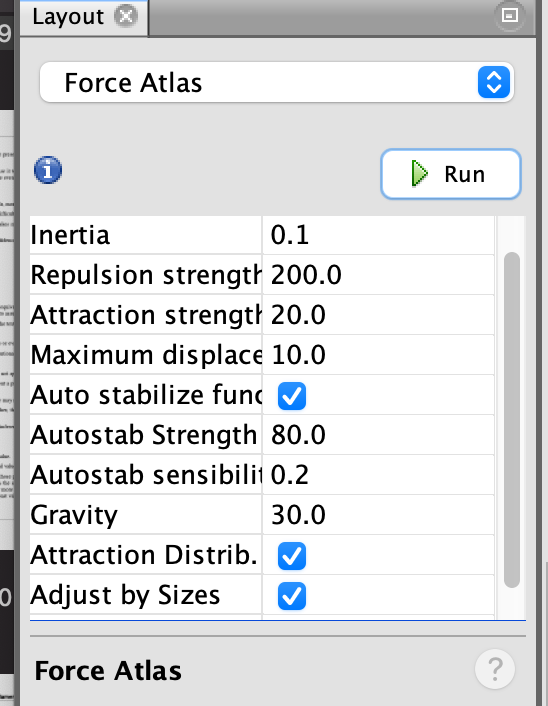 Layout
Force Atlas
Run
Inertia 0.1
Repulsion strength 200.0
Attraction strength 20.0
Maximum displace 10.0
Auto stabilize func
Autostab Strength 80.0
Autostab sensibilit 0.2
Gravity 30.0
Attraction Distrib.
Adjust by Sizes
Force Atlas
?